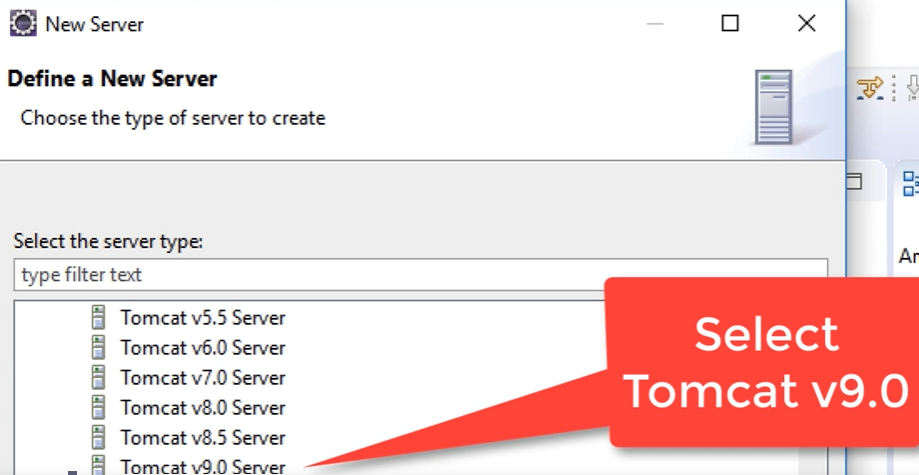 New Server
Define a New Server
Choose the type of server to create
Select the server type:
type filter text
Tomcat v5.5 Server
Tomcat v6.0 Server
Tomcat v7.0 Server
Tomcat v8.0 Server
Tomcat v8.5 Server
Tomcat v9.0 Server
Select
Tomcat v9.0